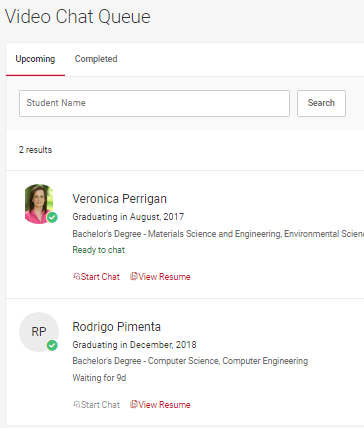 Video Chat Queue
Upcoming Completed
Student Name Search
2 results
Veronica Perrigan
Graduating in August, 2017
Bachelor's Degree - Materials Science and Engineering, Environmental Scien
Ready to chat
Start Chat View Resume
RP
Rodrigo Pimenta
Graduating in December, 2018
Bachelor's Degree - Computer Science, Computer Engineering
Waiting for 9d
Start Chat View Resume